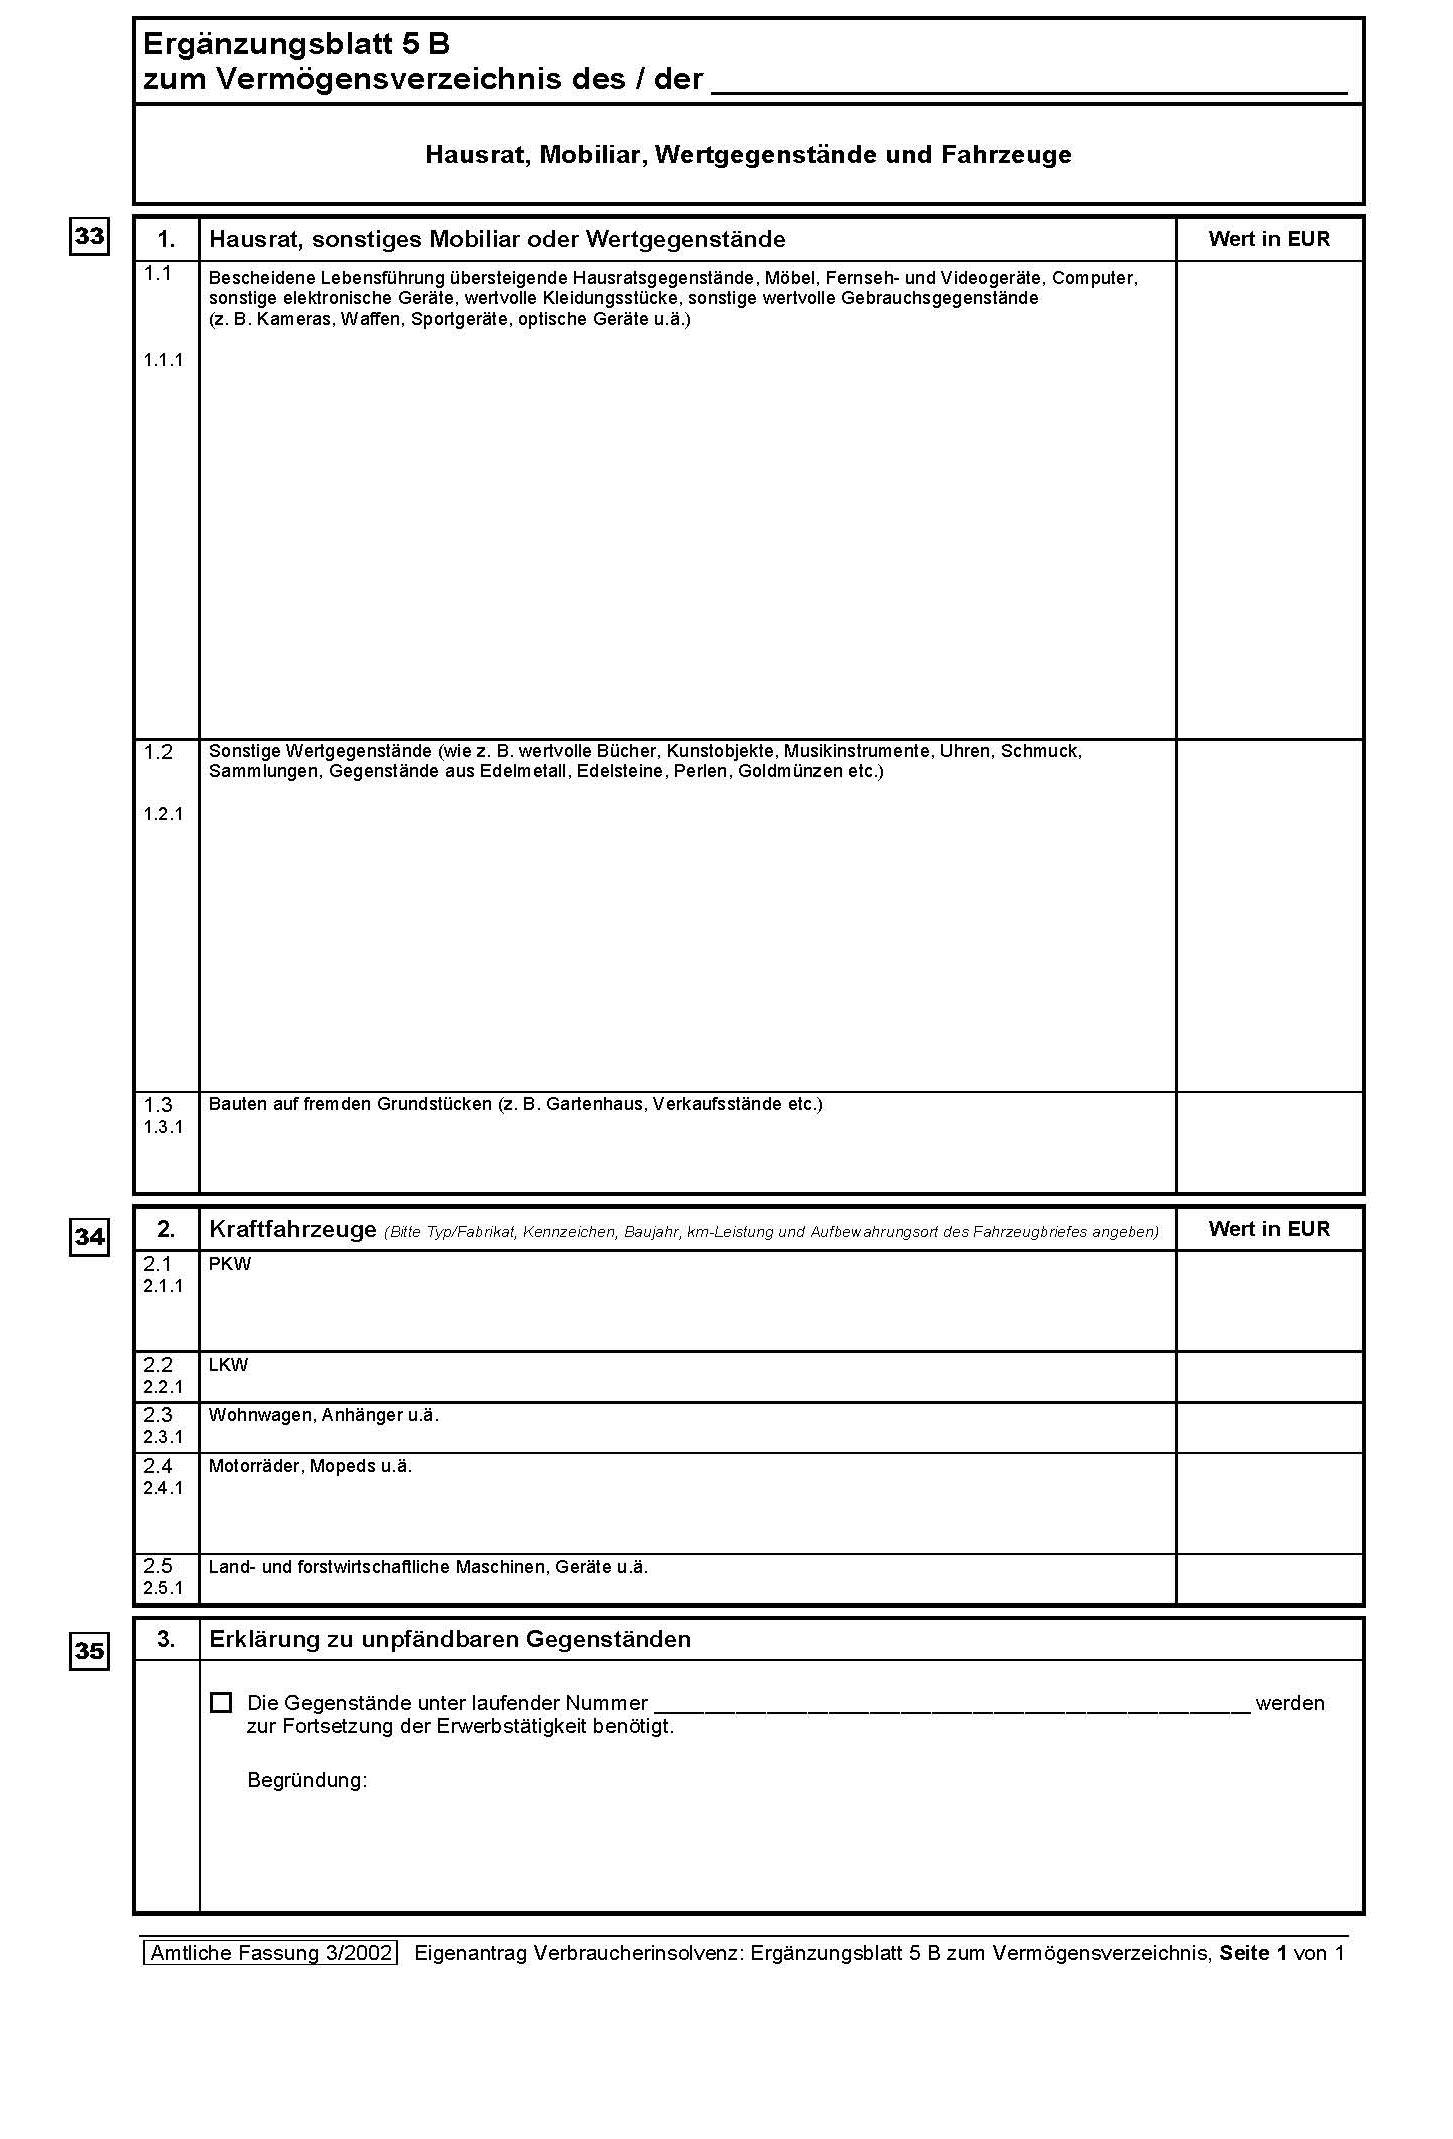 Ergänzungsblatt 5 B
zum Vermögensverzeichnis des / der
Hausrat, Mobiliar, Wertgegenstände und Fahrzeuge
33
1. Hausrat, sonstiges Mobiliar oder Wertgegenstände Wert in EUR
1.1 Bescheidene Lebensführung übersteigende Hausratsgegenstände, Möbel, Fernseh- und Videogeräte, Computer,
sonstige elektronische Geräte, wertvolle Kleidungsstücke, sonstige wertvolle Gebrauchsgegenstände
(z. B. Kameras, Waffen, Sportgeräte, optische Geräte u.ä.)
1.1.1
1.2 Sonstige Wertgegenstände (wie z. B. wertvolle Bücher, Kunstobjekte, Musikinstrumente, Uhren, Schmuck,
Sammlungen, Gegenstände aus Edelmetall, Edelsteine, Perlen, Goldmünzen etc.)
1.2.1
1.3 Bauten auf fremden Grundstücken (z. B. Gartenhaus, Verkaufsstände etc.)
1.3.1
34
2. Kraftfahrzeuge (Bitte Typ/Fabrikat, Kennzeichen, Baujahr, km-Leistung und Aufbewahrungsort des Fahrzeugbriefes angeben) Wert in EUR
2.1 PKW
2.1.1
2.2 LKW
2.2.1
2.3 Wohnwagen, Anhänger u.ä.
2.3.1
2.4 Motorräder, Mopeds u.ä.
2.4.1
2.5 Land- und forstwirtschaftliche Maschinen, Geräte u.ä.
2.5.1
35
3. Erklärung zu unpfändbaren Gegenständen
Die Gegenstände unter laufender Nummer werden
zur Fortsetzung der Erwerbstätigkeit benötigt.
Begründung:
Amtliche Fassung 3/2002 Eigenantrag Verbraucherinsolvenz: Ergänzungsblatt 5 B zum Vermögensverzeichnis, Seite 1 von 1